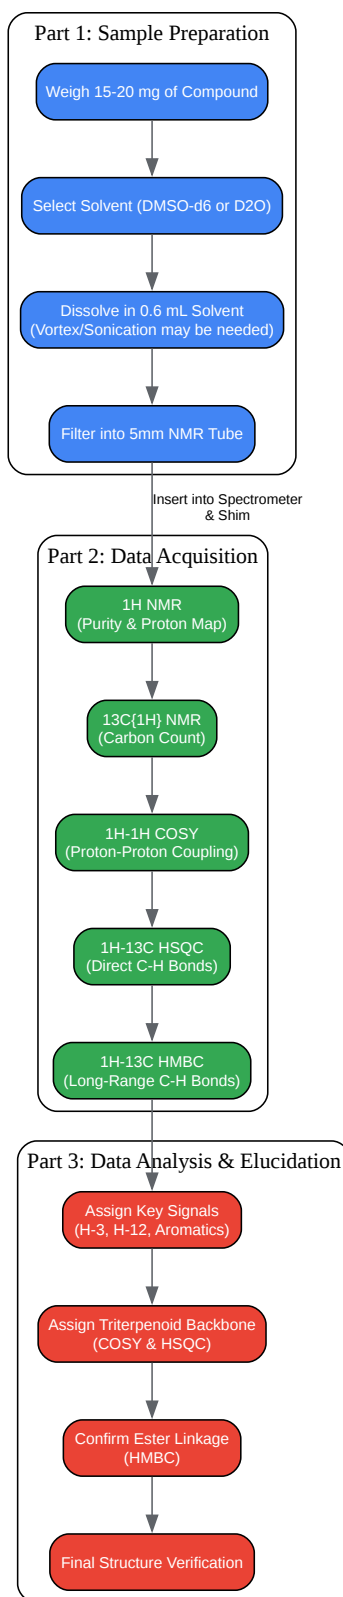 Part 1: Sample Preparation
Weigh 15-20 mg of Compound
Select Solvent (DMSO-d6 or D2O)
Dissolve in 0.6 mL Solvent
(Vortex/Sonication may be needed)
Filter into 5mm NMR Tube
Insert into Spectrometer
& Shim
Part 2: Data Acquisition
1H NMR
(Purity & Proton Map)
13C{1H} NMR
(Carbon Count)
1H-1H COSY
(Proton-Proton Coupling)
1H-13C HSQC
(Direct C-H Bonds)
1H-13C HMBC
(Long-Range C-H Bonds)
Part 3: Data Analysis & Elucidation
Assign Key Signals
(H-3, H-12, Aromatics)
Assign Triterpenoid Backbone
(COSY & HSQC)
Confirm Ester Linkage
(HMBC)
Final Structure Verification